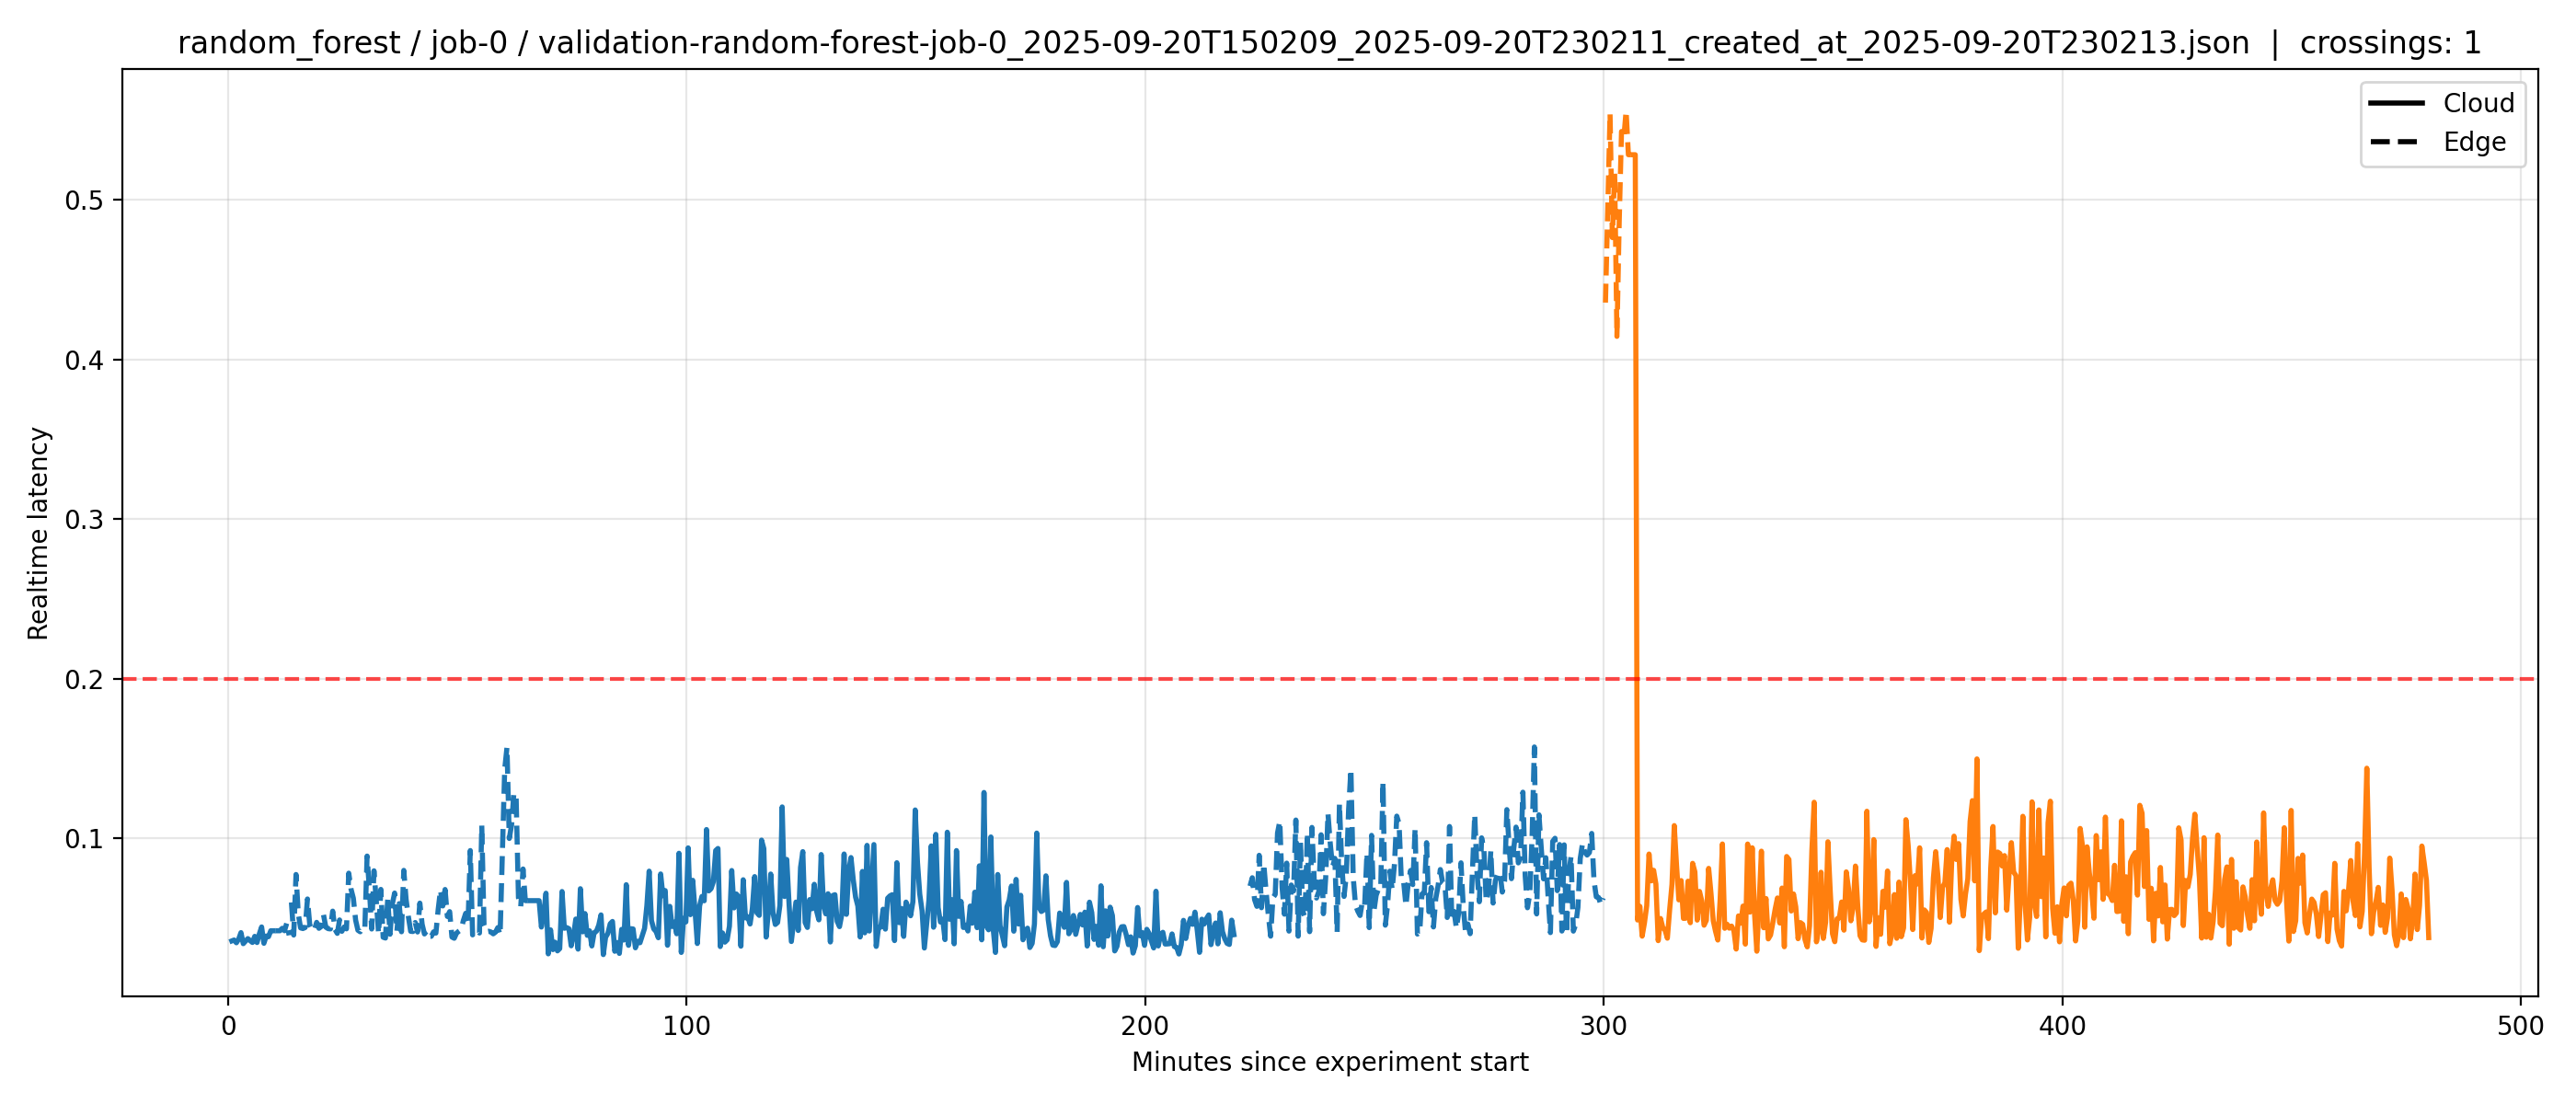 random_forest / job-0 / validation-random-forest-job-0_2025-09-20T150209_2025-09-20T230211_created_at_2025-09-20T230213.json | crossings: 1
Cloud
Edge
Realtime latency
0.5
0.4
0.3
0.2
0.1
0 100 200 300 400 500
Minutes since experiment start